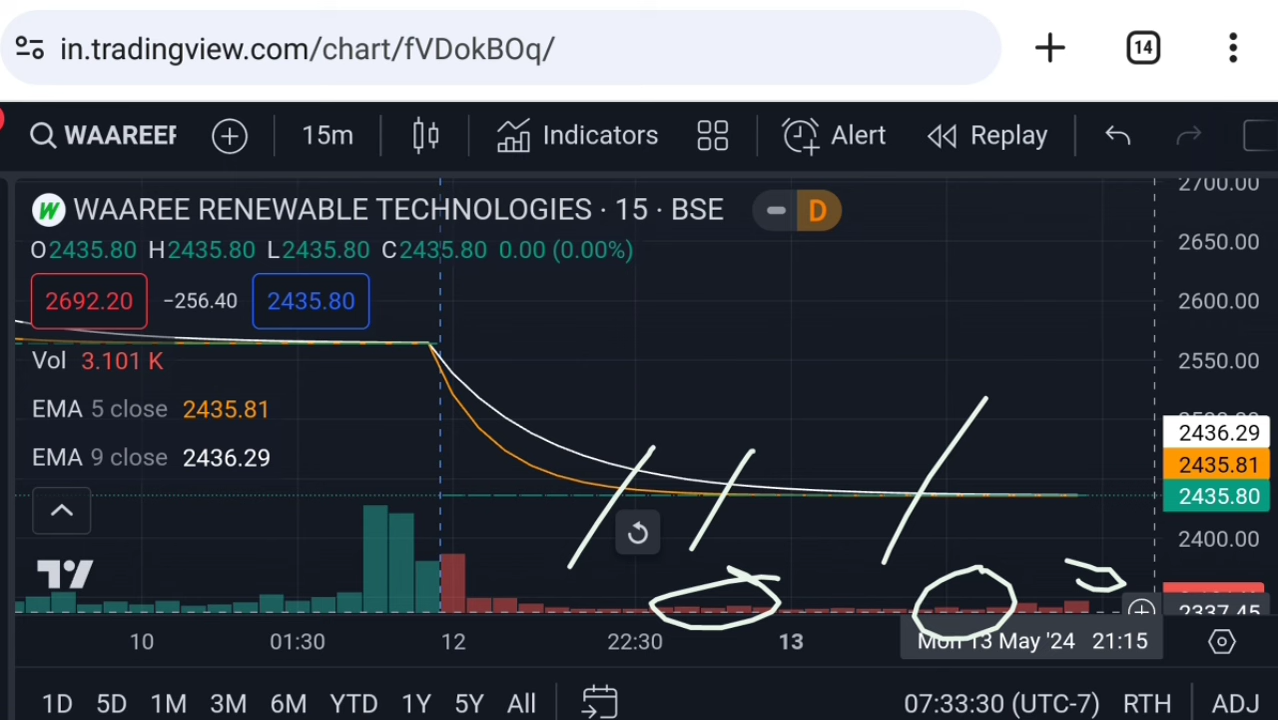 in.tradingview.com/chart/fVDokBOq/
14
WAAREEF
15m
Indicators
Alert
Replay
WAAREE RENEWABLE TECHNOLOGIES · 15 · BSE
D
O2435.80 H2435.80 L2435.80 C2435.80 0.00 (0.00%)
2692.20
−256.40
2435.80
Vol 3.101 K
EMA 5 close 2435.81
EMA 9 close 2436.29
2700.00
2650.00
2600.00
2550.00
2436.29
2435.81
2435.80
2400.00
2337.45
10
01:30
12
22:30
13
Mon 13 May '24 21:15
1D 5D 1M 3M 6M YTD 1Y 5Y All
07:33:30 (UTC-7) RTH ADJ